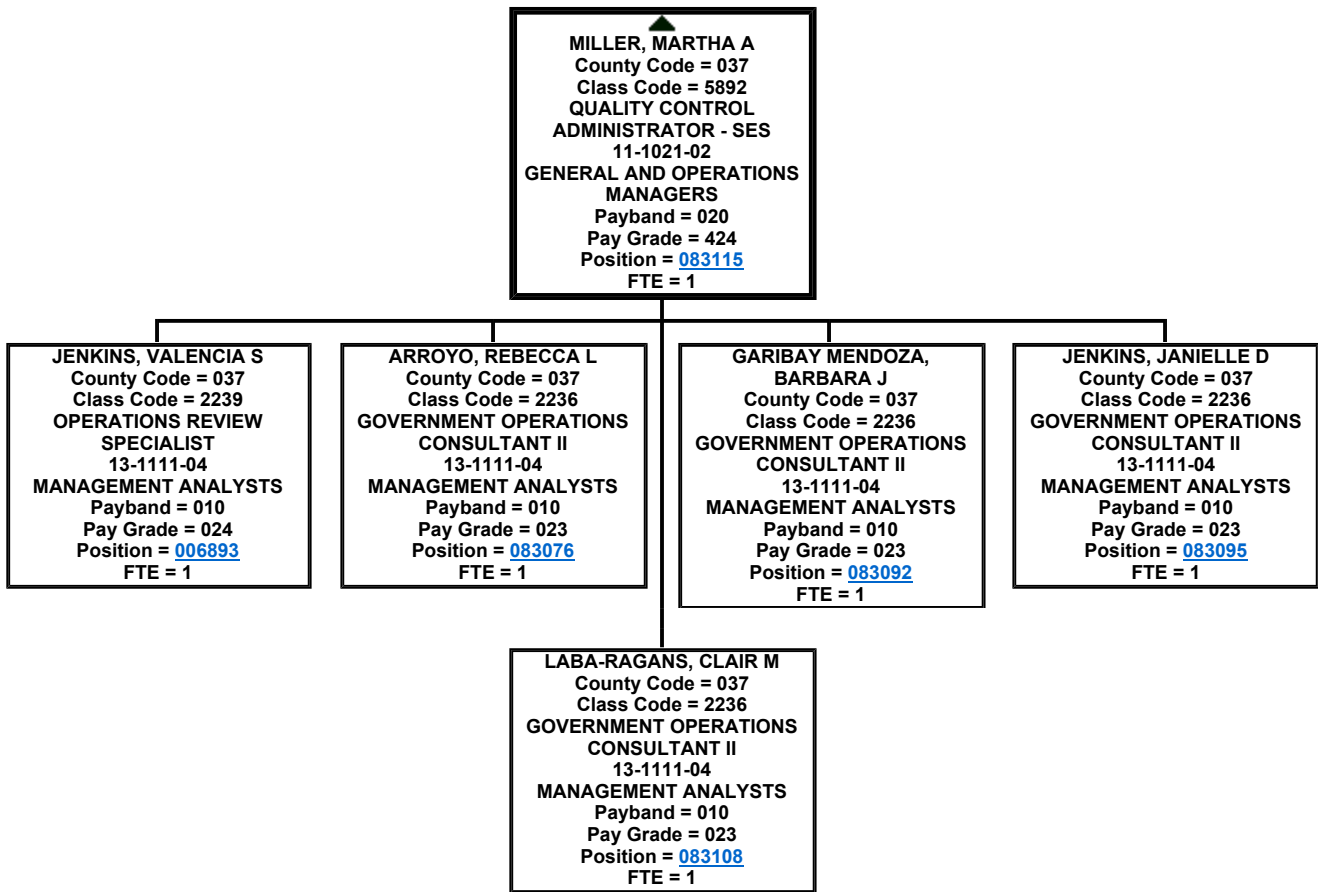 MILLER, MARTHA A
County Code = 037
Class Code = 5892
QUALITY CONTROL
ADMINISTRATOR - SES
11-1021-02
GENERAL AND OPERATIONS
MANAGERS
Payband = 020
Pay Grade = 424
Position = 083115
FTE = 1
JENKINS, VALENCIA S
County Code = 037
Class Code = 2239
OPERATIONS REVIEW
SPECIALIST
13-1111-04
MANAGEMENT ANALYSTS
Payband = 010
Pay Grade = 024
Position = 006893
FTE = 1
ARROYO, REBECCA L
County Code = 037
Class Code = 2236
GOVERNMENT OPERATIONS
CONSULTANT II
13-1111-04
MANAGEMENT ANALYSTS
Payband = 010
Pay Grade = 023
Position = 083076
FTE = 1
GARIBAY MENDOZA,
BARBARA J
County Code = 037
Class Code = 2236
GOVERNMENT OPERATIONS
CONSULTANT II
13-1111-04
MANAGEMENT ANALYSTS
Payband = 010
Pay Grade = 023
Position = 083092
FTE = 1
JENKINS, JANIELLE D
County Code = 037
Class Code = 2236
GOVERNMENT OPERATIONS
CONSULTANT II
13-1111-04
MANAGEMENT ANALYSTS
Payband = 010
Pay Grade = 023
Position = 083095
FTE = 1
LABA-RAGANS, CLAIR M
County Code = 037
Class Code = 2236
GOVERNMENT OPERATIONS
CONSULTANT II
13-1111-04
MANAGEMENT ANALYSTS
Payband = 010
Pay Grade = 023
Position = 083108
FTE = 1